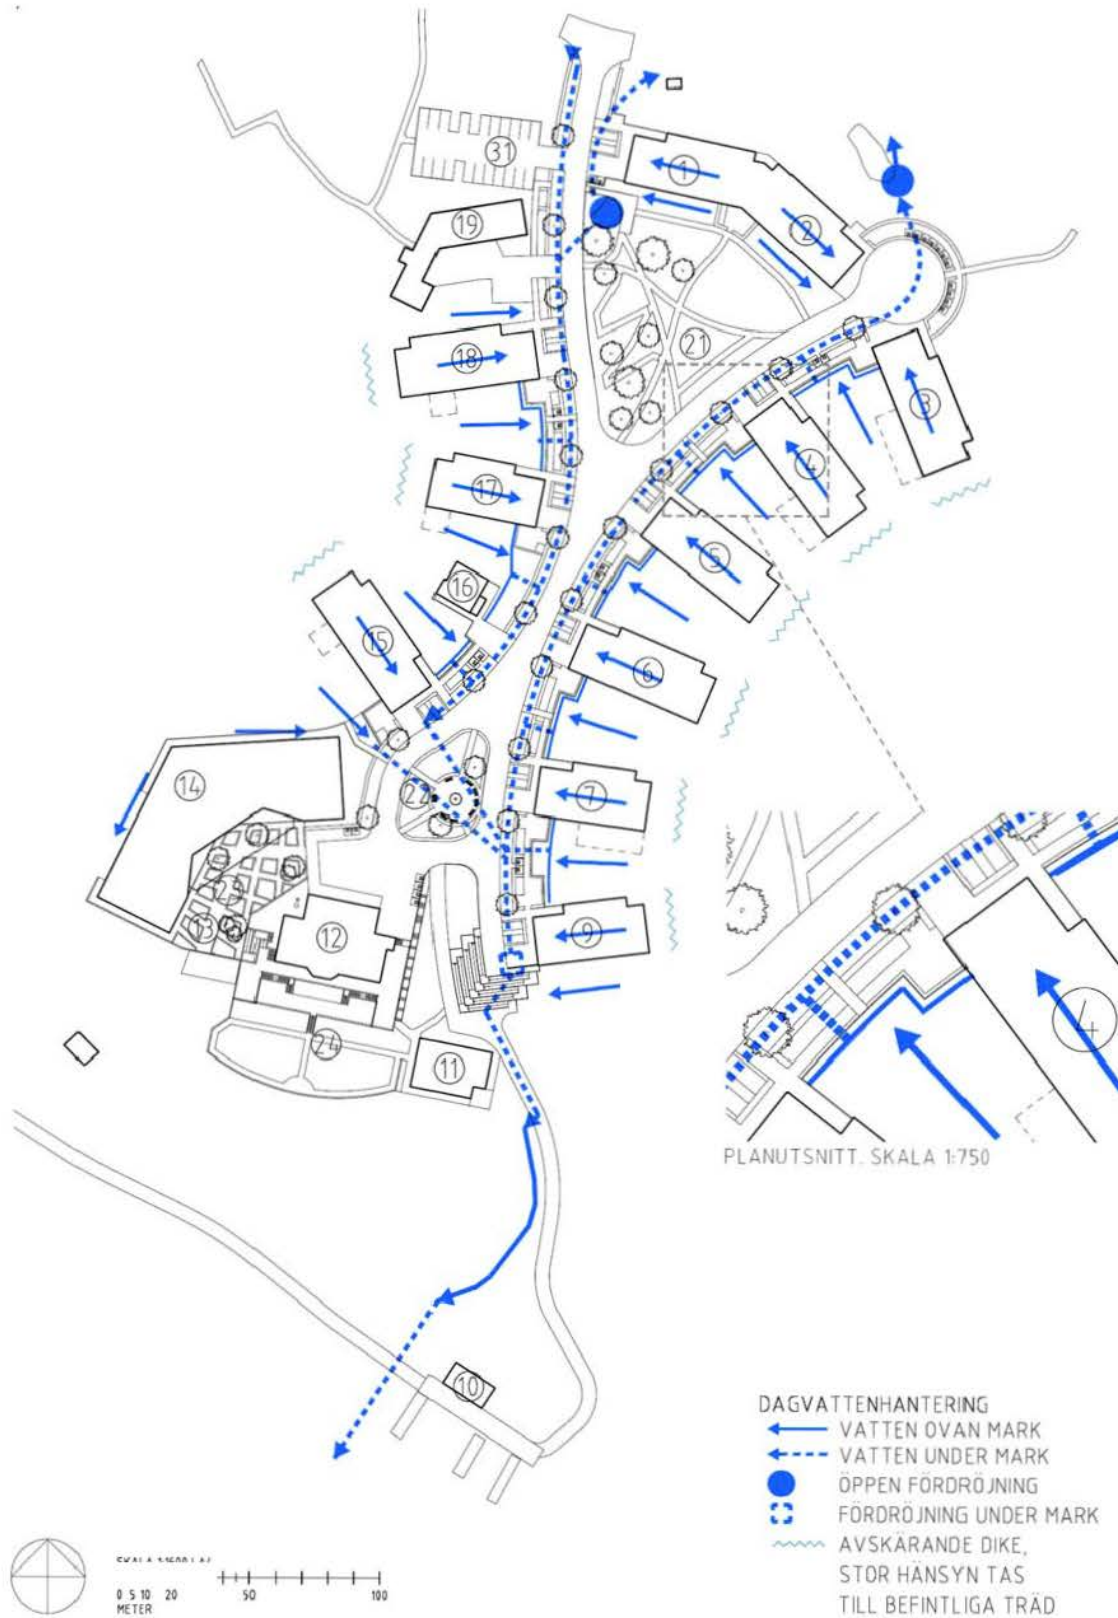 31
1
2
19
21
18
3
4
17
5
16
15
6
14
22
7
12
9
24
11
4
PLANUTSNITT. SKALA 1:750
10
DAGVATTENHANTERING
VATTEN OVAN MARK
VATTEN UNDER MARK
ÖPPEN FÖRDRÖJNING
FÖRDRÖJNING UNDER MARK
AVSKÄRANDE DIKE,
STOR HÄNSYN TAS
TILL BEFINTLIGA TRÄD
0 5 10 20 50 100
METER